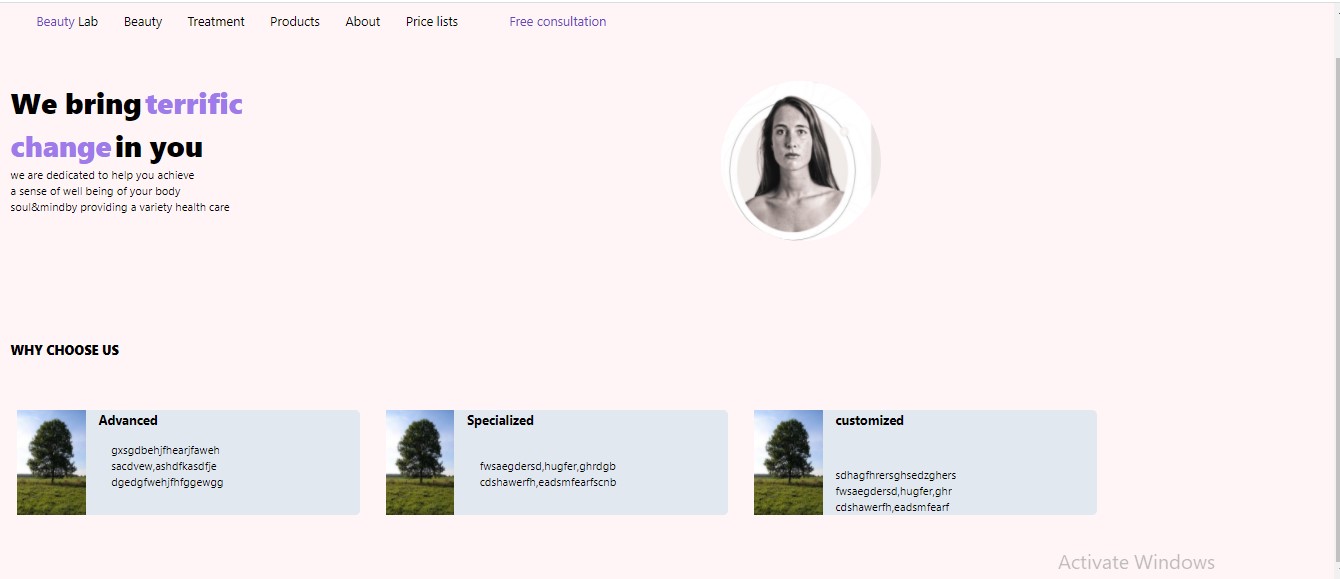 Beauty Lab Beauty Treatment Products About Price lists Free consultation
We bring terrific
change in you
we are dedicated to help you achieve
a sense of well being of your body
soul&mindby providing a variety health care
WHY CHOOSE US
Advanced
gxsgdbehjfhearjfaweh
sacdvew,ashdfkasdfje
dgedgfwehjfhfggewgg
Specialized
fwsaegdersd,hugfer,ghrdgb
cdshawerfh,eadsmfearfscnb
customized
sdhagfhrersghsedzghers
fwsaegdersd,hugfer,ghr
cdshawerfh,eadsmfearf
Activate Windows